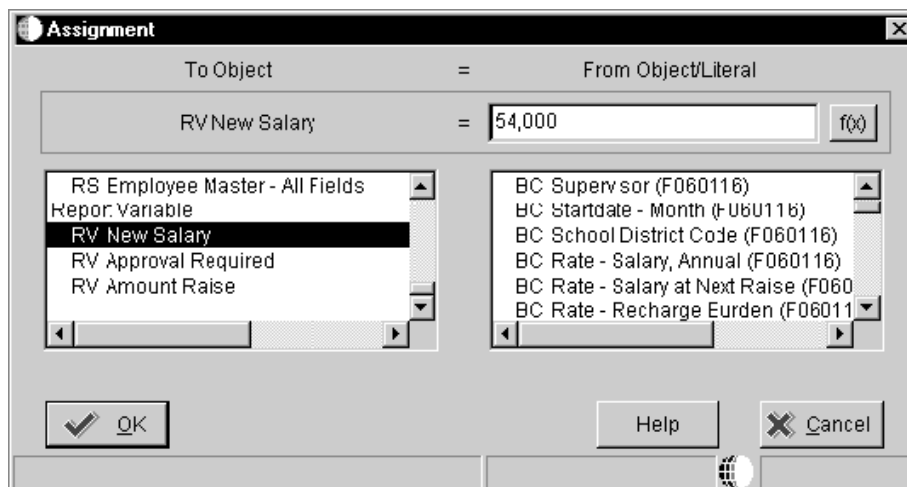 Assignment
To Object = From Object/Literal
RV New Salary = 54,000 f(x)
RS Employee Master - All Fields
Report Variable
RV New Salary
RV Approval Required
RV Amount Raise
BC Supervisor (F060116)
BC Startdate - Month (F060116)
BC School District Code (F060116)
BC Rate - Salary, Annual (F060116)
BC Rate - Salary at Next Raise (F060
BC Rate - Recharge Eurden (F06011
OK Help Cancel